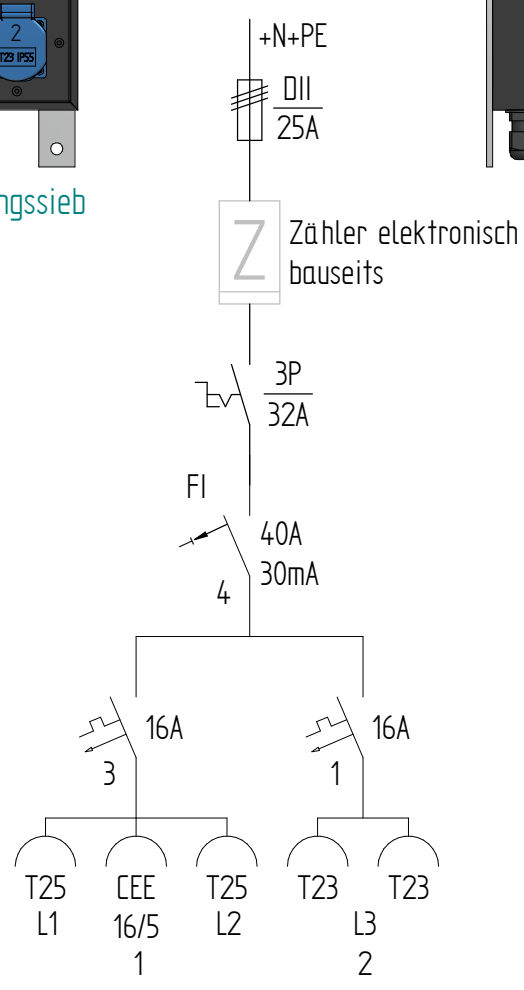 2
T23 IP55
+N+PE
DII
25A
ngssieb
Z
Zähler elektronisch
bauseits
3P
32A
FI
40A
30mA
4
16A
16A
3
1
T25
CEE
T25
T23
T23
L1
16/5
L2
L3
1
2